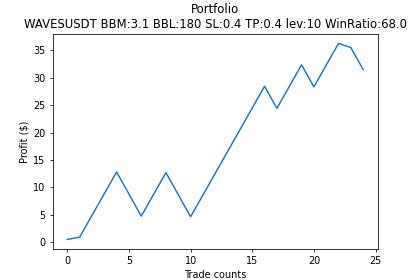 Portfolio
WAVESUSDT BBM:3.1 BBL:180 SL:0.4 TP:0.4 lev:10 WinRatio:68.0
35
30
25
20
15
10
5
0
Profit ($)
0 5 10 15 20 25
Trade counts